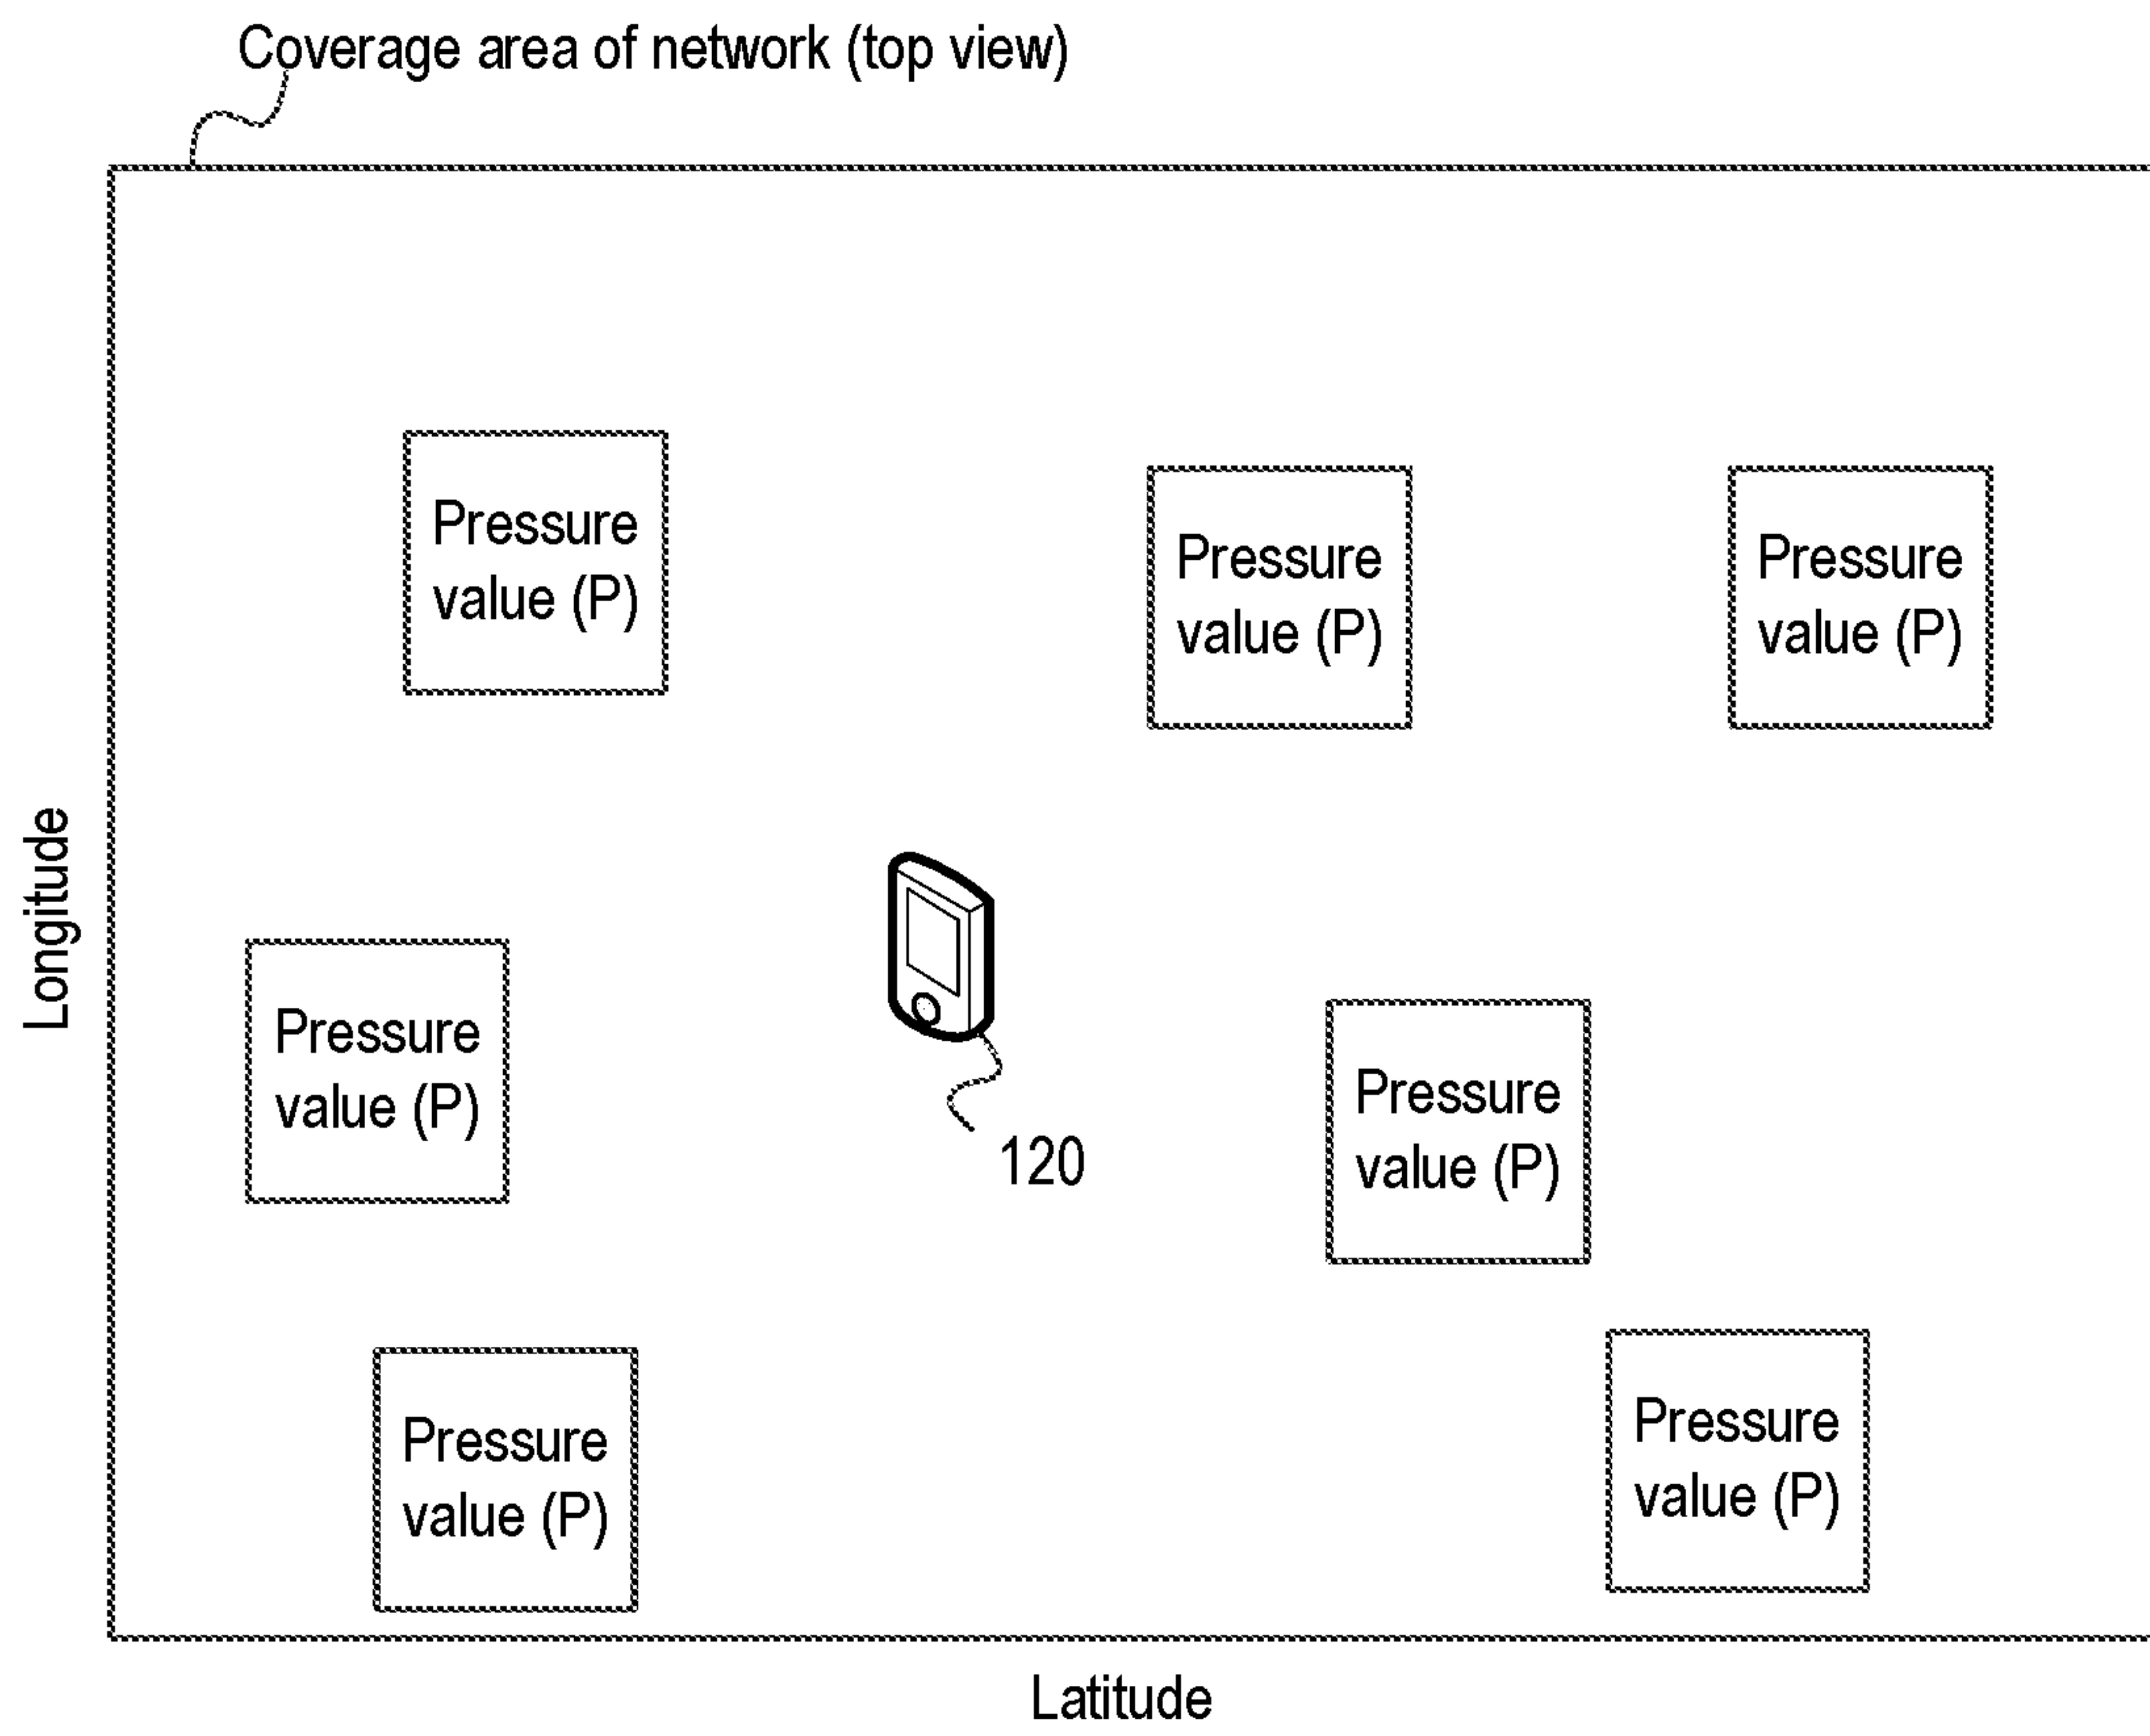 Coverage area of network (top view)
Pressure
value (P)
Pressure
value (P)
Pressure
value (P)
Longitude
Pressure
value (P)
120
Pressure
value (P)
Pressure
value (P)
Pressure
value (P)
Latitude